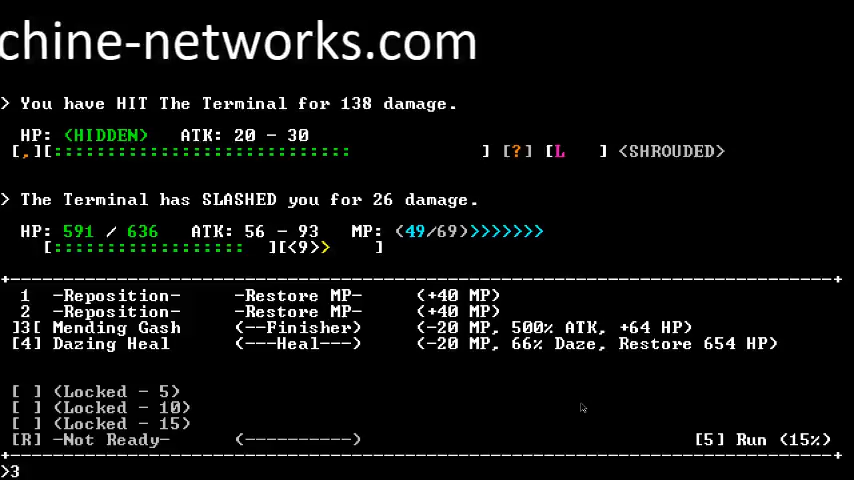 chine-networks.com
> You have HIT The Terminal for 138 damage.
HP: <HIDDEN> ATK: 20 - 30
[,][:::::::::::::::::::::::::::: ] [?] [L ] <SHROUDED>
> The Terminal has SLASHED you for 26 damage.
HP: 591 / 636 ATK: 56 - 93 MP: (49/69)>>>>>>>
[:::::::::::::::::: ][<9>> ]
1 -Reposition- -Restore MP- (+40 MP)
2 -Reposition- -Restore MP- (+40 MP)
]3[ Mending Gash (--Finisher) (-20 MP, 500% ATK, +64 HP)
[4] Dazing Heal (---Heal---) (-20 MP, 66% Daze, Restore 654 HP)
[ ] (Locked - 5)
[ ] (Locked - 10)
[ ] (Locked - 15)
[R] -Not Ready- (----------) [5] Run (15%)
>3